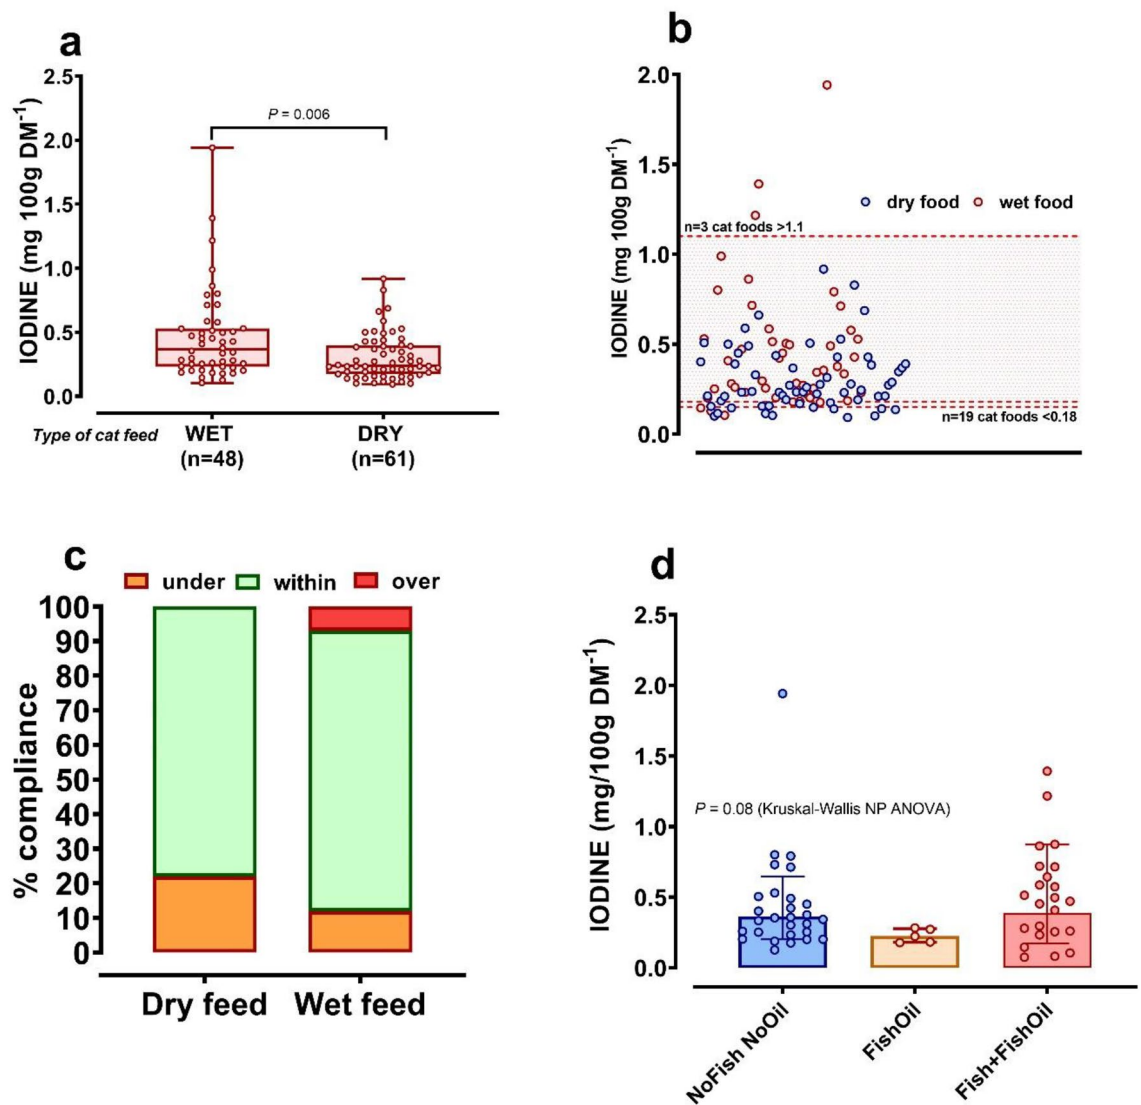 a
2.5
2.0
1.5
1.0
0.5
0.0
IODINE (mg 100g DM-1)
P = 0.006
Type of cat feed
WET
(n=48)
DRY
(n=61)
b
2.0
1.5
1.0
0.5
0.0
IODINE (mg 100g DM-1)
dry food
wet food
n=3 cat foods >1.1
n=19 cat foods <0.18
c
under
within
over
100
90
80
70
60
50
40
30
20
10
0
% compliance
Dry feed
Wet feed
d
2.5
2.0
1.5
1.0
0.5
0.0
IODINE (mg/100g DM-1)
P = 0.08 (Kruskal-Wallis NP ANOVA)
NoFish NoOil
FishOil
Fish+FishOil